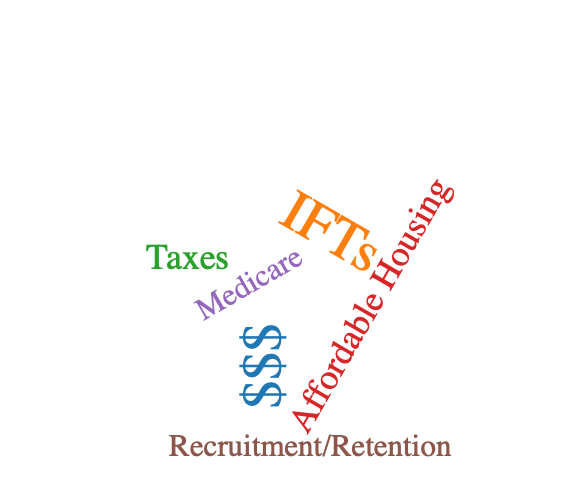 IFTs
Taxes
Medicare
Affordable Housing
$$$
Recruitment/Retention